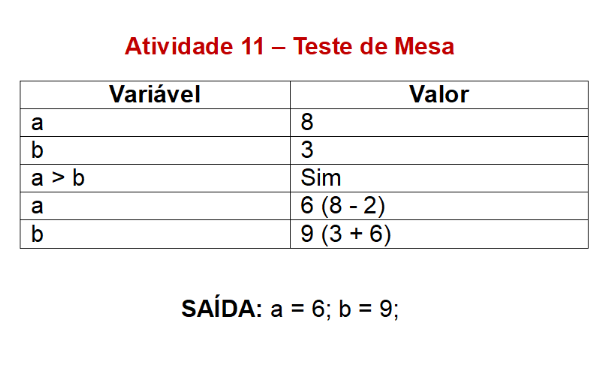 Atividade 11 – Teste de Mesa
Variável Valor
a 8
b 3
a > b Sim
a 6 (8 - 2)
b 9 (3 + 6)
SAÍDA: a = 6; b = 9;